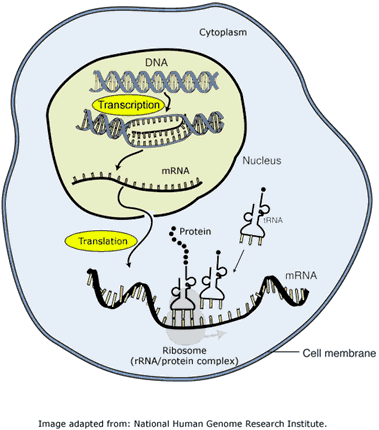 Cytoplasm
DNA
Transcription
mRNA
Nucleus
tRNA
Translation
Protein
mRNA
Ribosome
(rRNA/protein complex)
Cell membrane
Image adapted from: National Human Genome Research Institute.